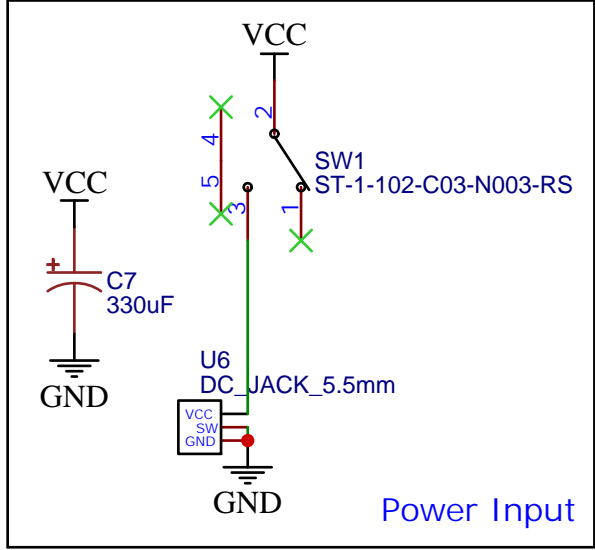 VCC
2
4
5
3
1
SW1
ST-1-102-C03-N003-RS
VCC
+
C7
330uF
GND
U6
DC_JACK_5.5mm
VCC
SW
GND
GND
Power Input